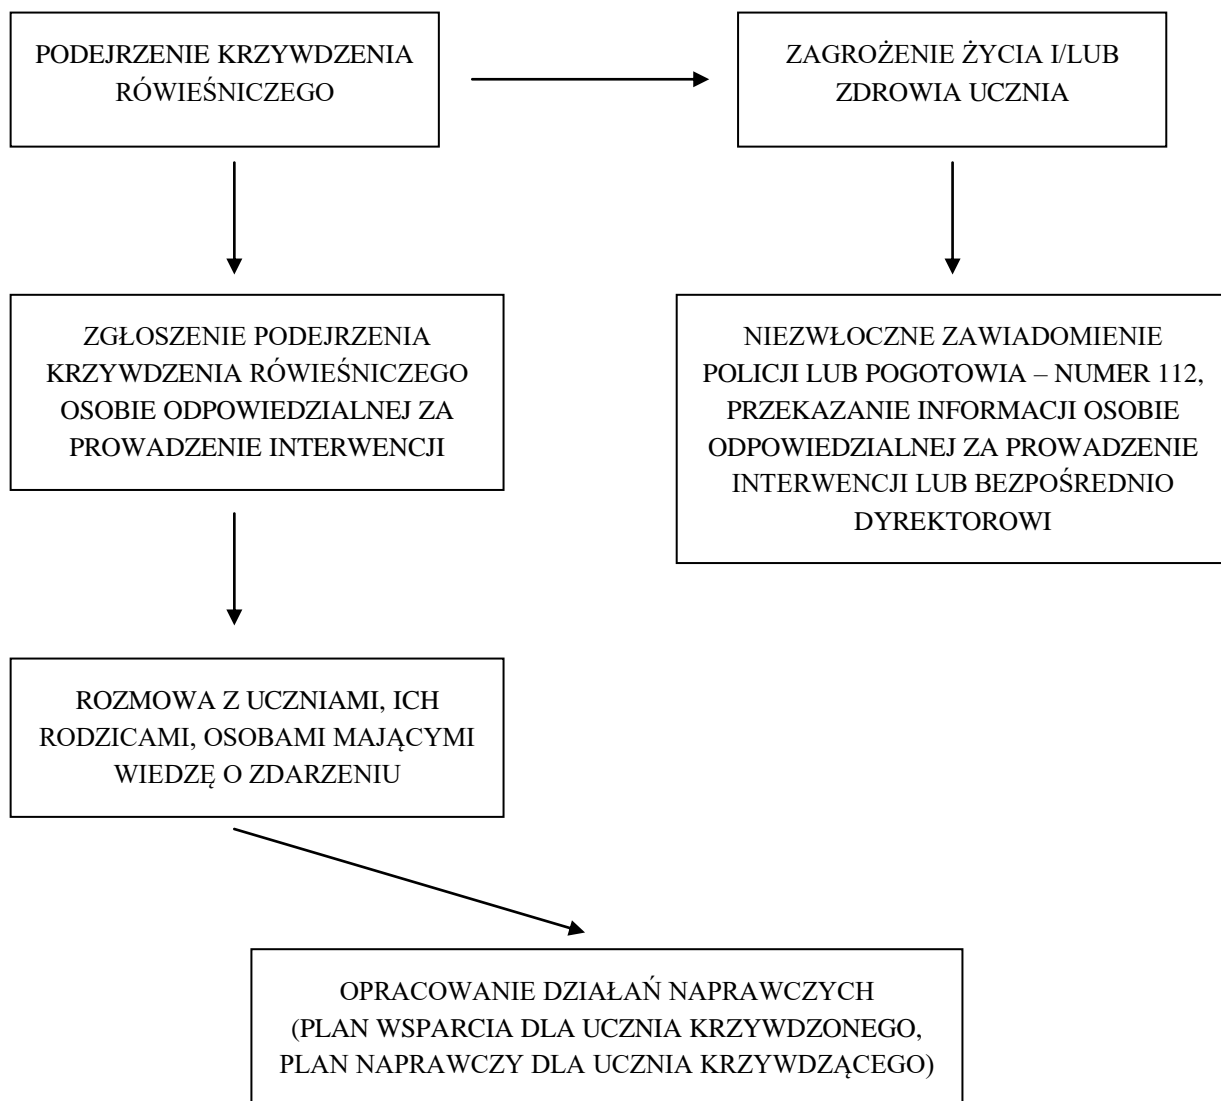 PODEJRZENIE KRZYWDZENIA
RÓWIEŚNICZEGO
ZAGROŻENIE ŻYCIA I/LUB
ZDROWIA UCZNIA
ZGŁOSZENIE PODEJRZENIA
KRZYWDZENIA RÓWIEŚNICZEGO
OSOBIE ODPOWIEDZIALNEJ ZA
PROWADZENIE INTERWENCJI
NIEZWŁOCZNE ZAWIADOMIENIE
POLICJI LUB POGOTOWIA – NUMER 112,
PRZEKAZANIE INFORMACJI OSOBIE
ODPOWIEDZIALNEJ ZA PROWADZENIE
INTERWENCJI LUB BEZPOŚREDNIO
DYREKTOROWI
ROZMOWA Z UCZNIAMI, ICH
RODZICAMI, OSOBAMI MAJĄCYMI
WIEDZĘ O ZDARZENIU
OPRACOWANIE DZIAŁAŃ NAPRAWCZYCH
(PLAN WSPARCIA DLA UCZNIA KRZYWDZONEGO,
PLAN NAPRAWCZY DLA UCZNIA KRZYWDZĄCEGO)